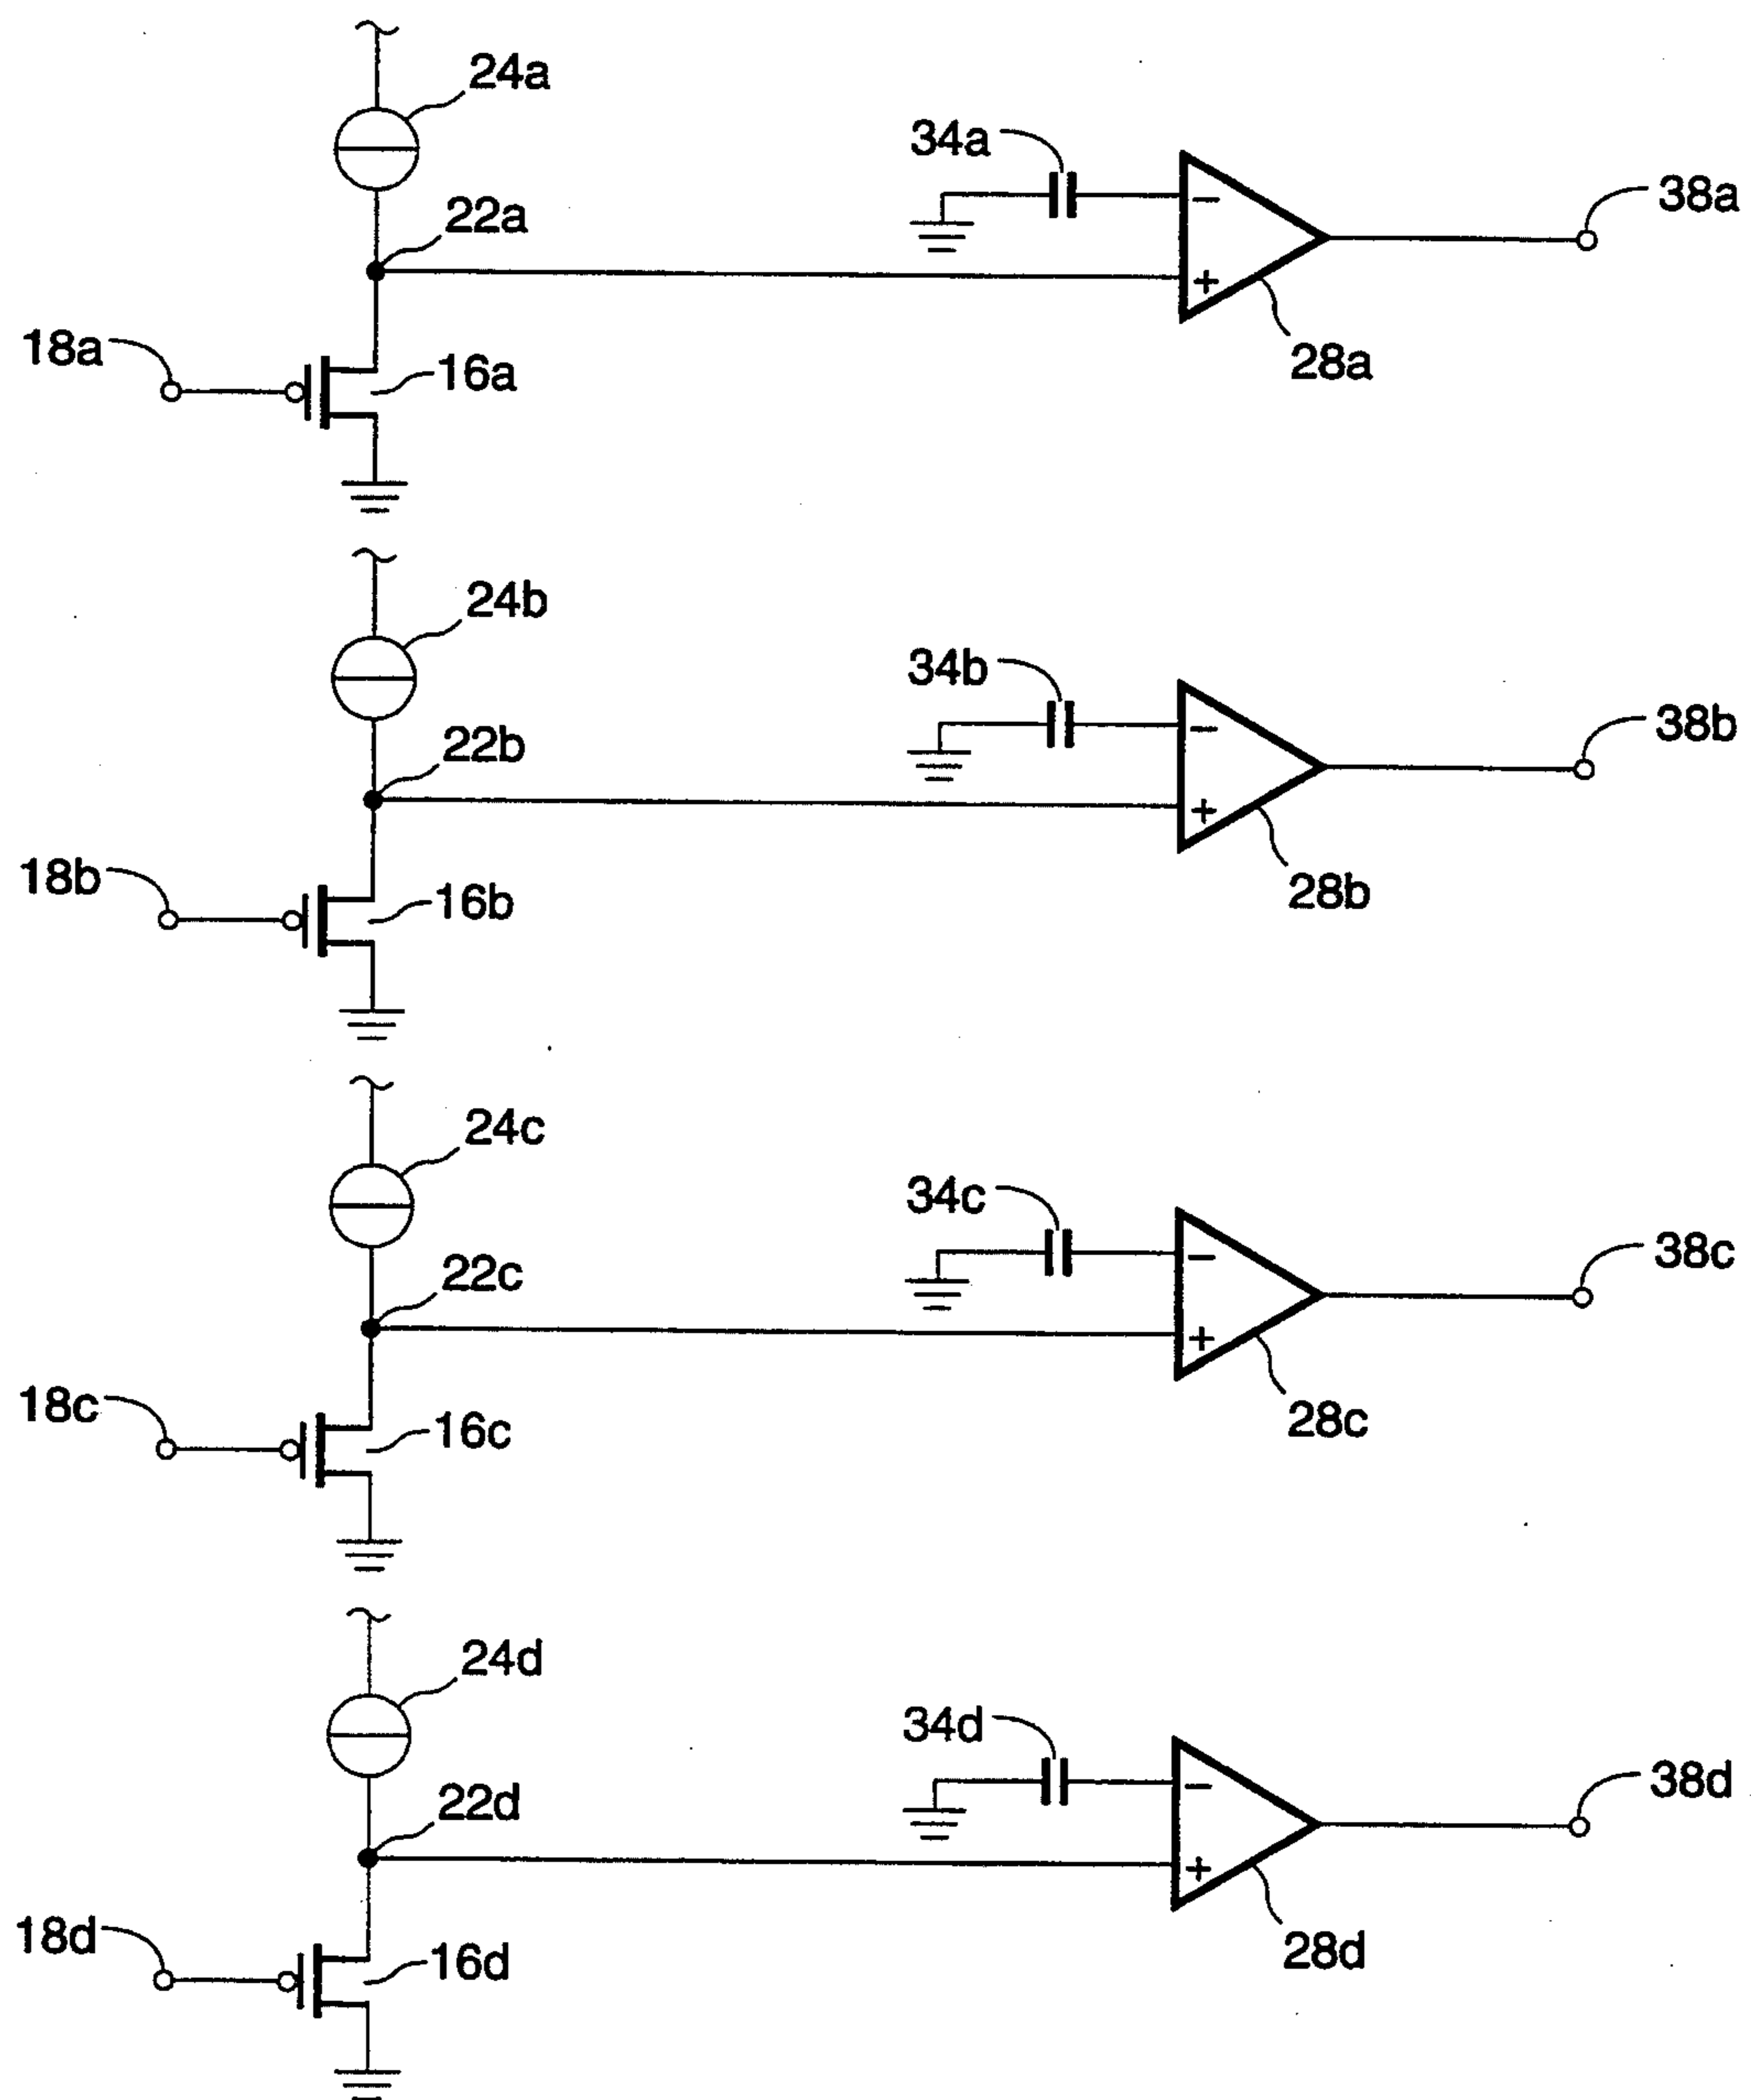 24a
34a
38a
22a
18a
16a
28a
−
+
24b
34b
38b
22b
18b
16b
28b
−
+
24c
34c
38c
22c
18c
16c
28c
−
+
24d
34d
38d
22d
18d
16d
28d
−
+